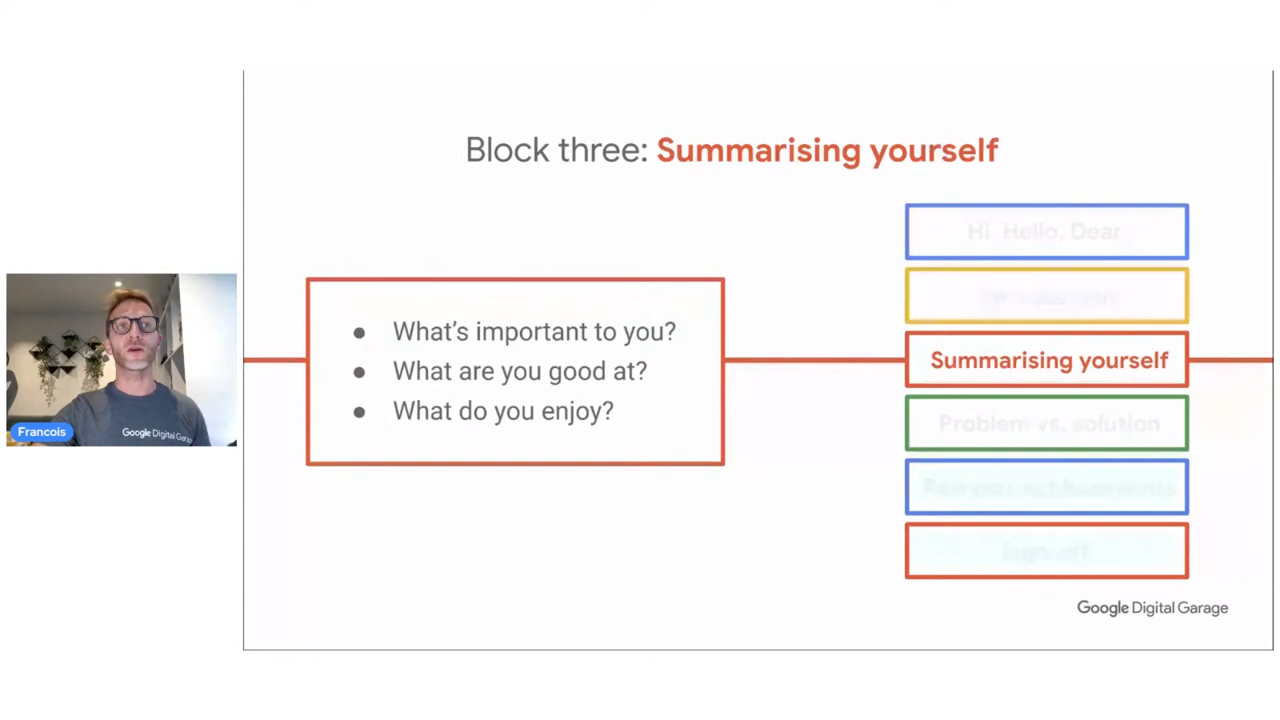 Block three: Summarising yourself
What's important to you?
What are you good at?
What do you enjoy?
Hi, Hello, Dear
Summarising yourself
Problem vs. solution
Sign off
Francois
Google Digital Garag
Google Digital Garage